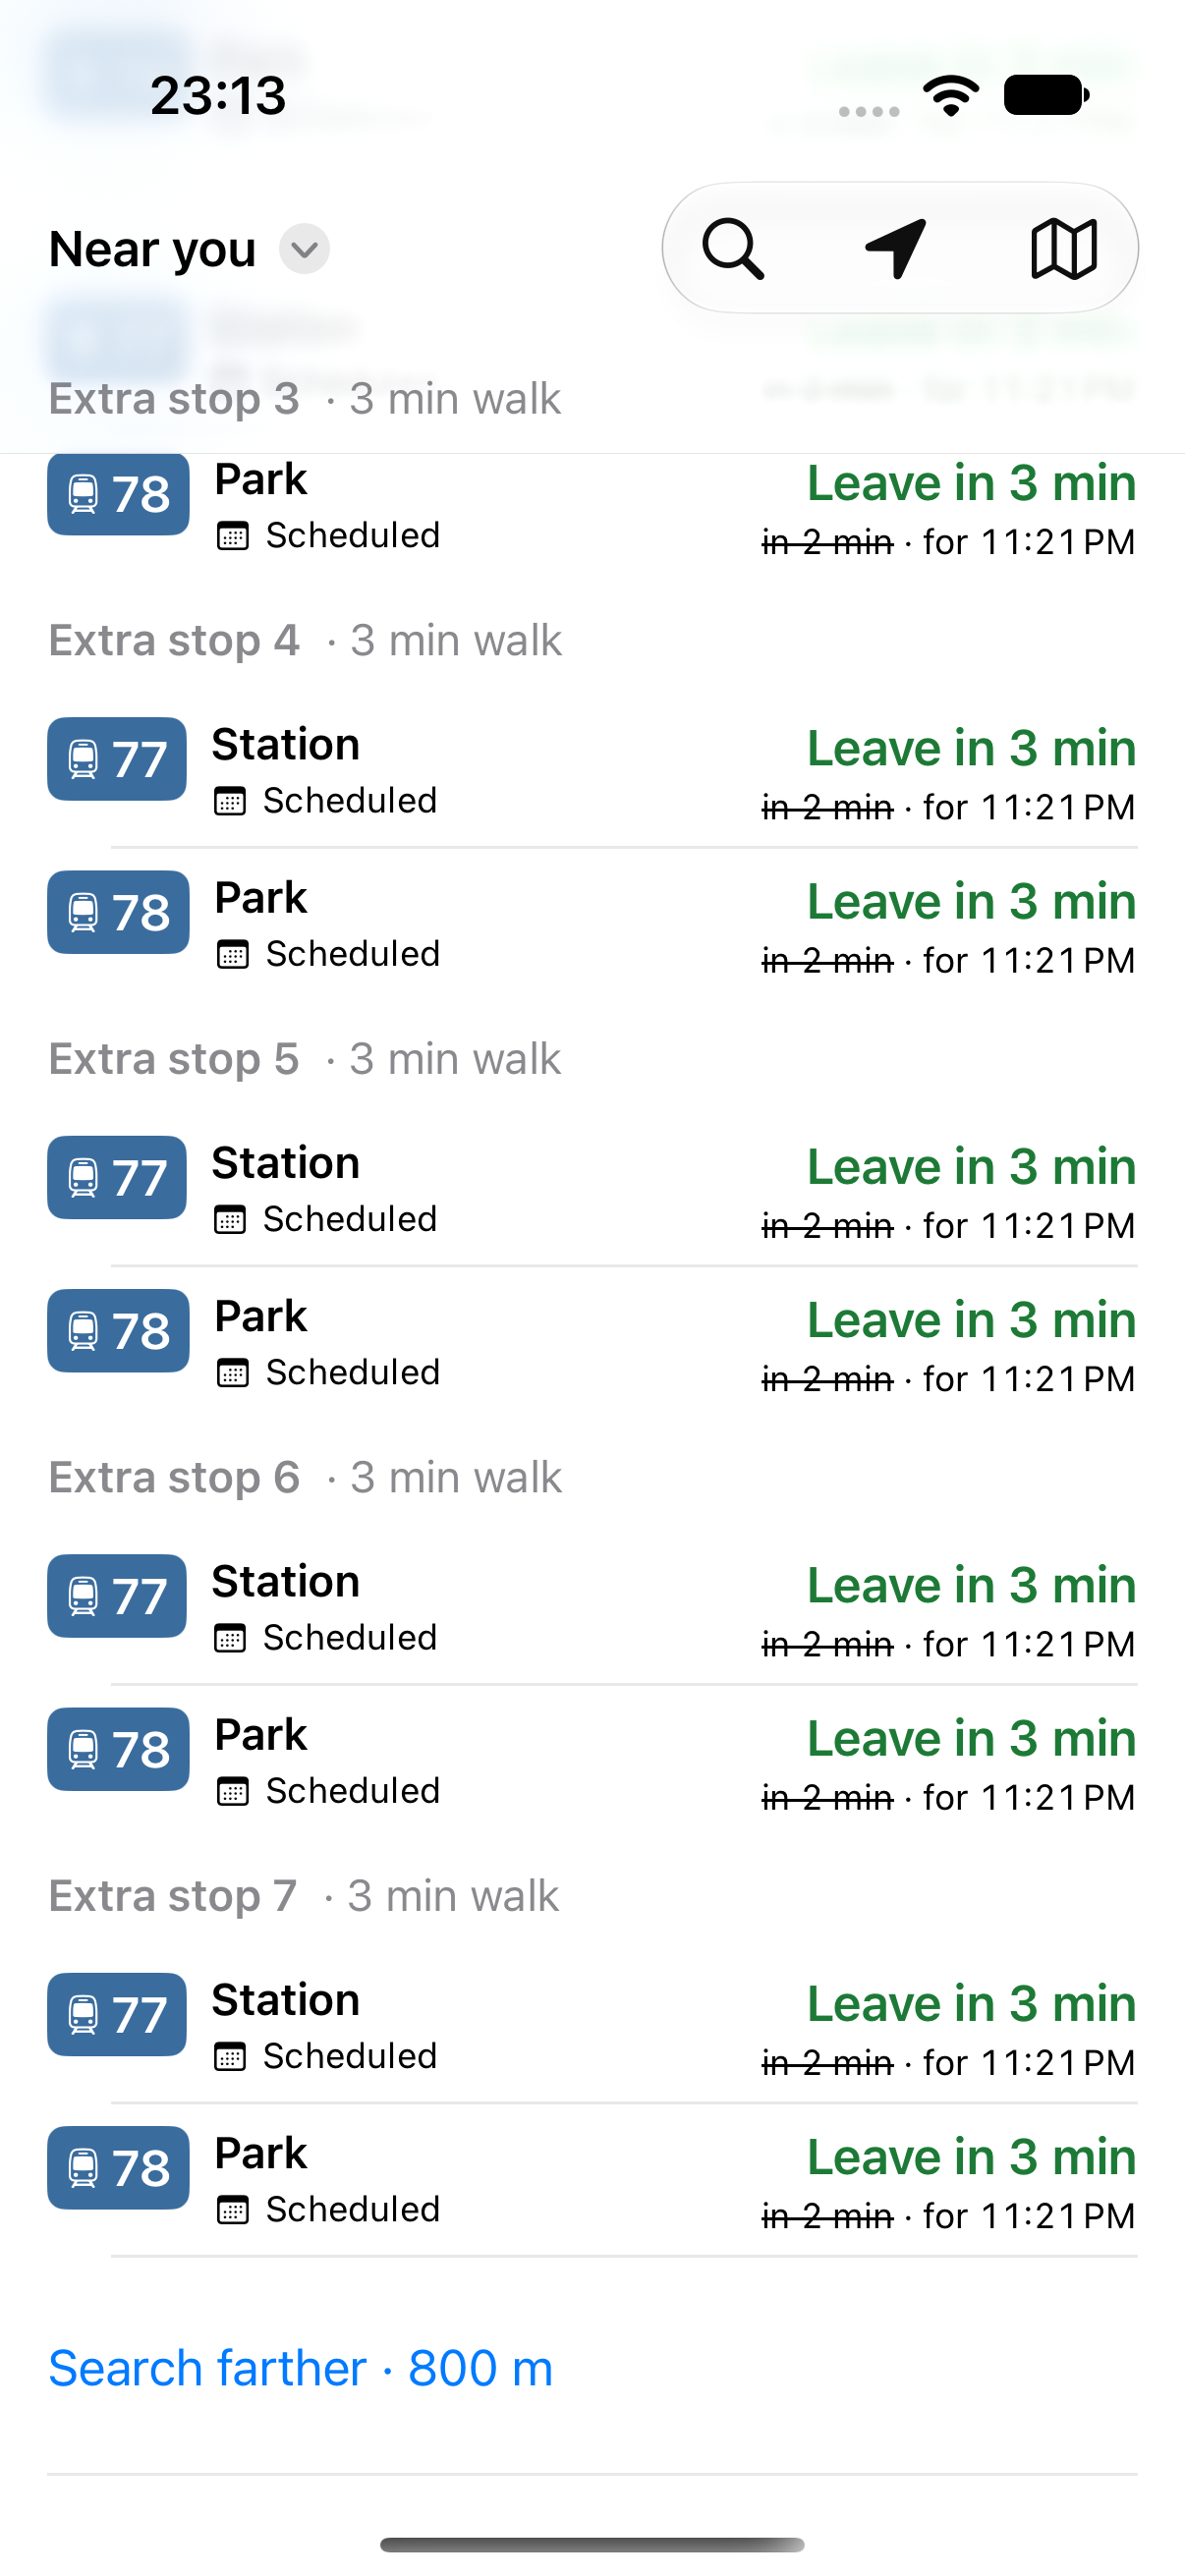 23:13
Near you
Extra stop 3 · 3 min walk
78 Park Leave in 3 min
Scheduled in 2 min · for 11:21 PM
Extra stop 4 · 3 min walk
77 Station Leave in 3 min
Scheduled in 2 min · for 11:21 PM
78 Park Leave in 3 min
Scheduled in 2 min · for 11:21 PM
Extra stop 5 · 3 min walk
77 Station Leave in 3 min
Scheduled in 2 min · for 11:21 PM
78 Park Leave in 3 min
Scheduled in 2 min · for 11:21 PM
Extra stop 6 · 3 min walk
77 Station Leave in 3 min
Scheduled in 2 min · for 11:21 PM
78 Park Leave in 3 min
Scheduled in 2 min · for 11:21 PM
Extra stop 7 · 3 min walk
77 Station Leave in 3 min
Scheduled in 2 min · for 11:21 PM
78 Park Leave in 3 min
Scheduled in 2 min · for 11:21 PM
Search farther · 800 m